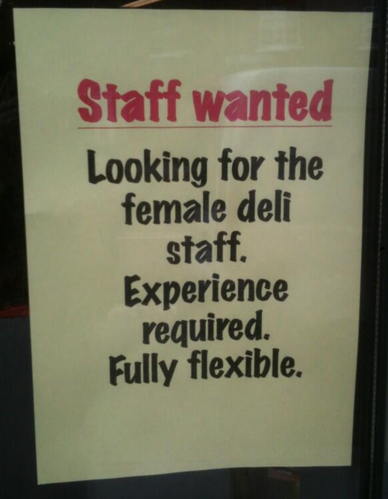 Staff wanted
Looking for the
female deli
staff.
Experience
required.
Fully flexible.